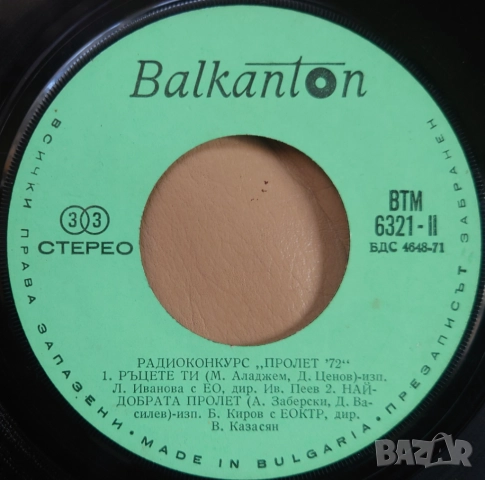 Balkanton
ВСИЧКИ ПРАВА ЗАПАЗЕНИ • MADE IN BULGARIA • ПРЕЗАПИСЪТ ЗАБРАНЕН
33
СТЕРЕО
ВТМ
6321 - II
БДС 4648-71
РАДИОКОНКУРС „ПРОЛЕТ '72“
1. РЪЦЕТЕ ТИ (М. Аладжем, Д. Ценов)-изп.
Л. Иванова с ЕО, дир. Ив. Пеев 2. НАЙ-
ДОБРАТА ПРОЛЕТ (А. Заберски, Д. Ва-
силев)-изп. Б. Киров с ЕОКТР, дир.
В. Казасян
BAZAR